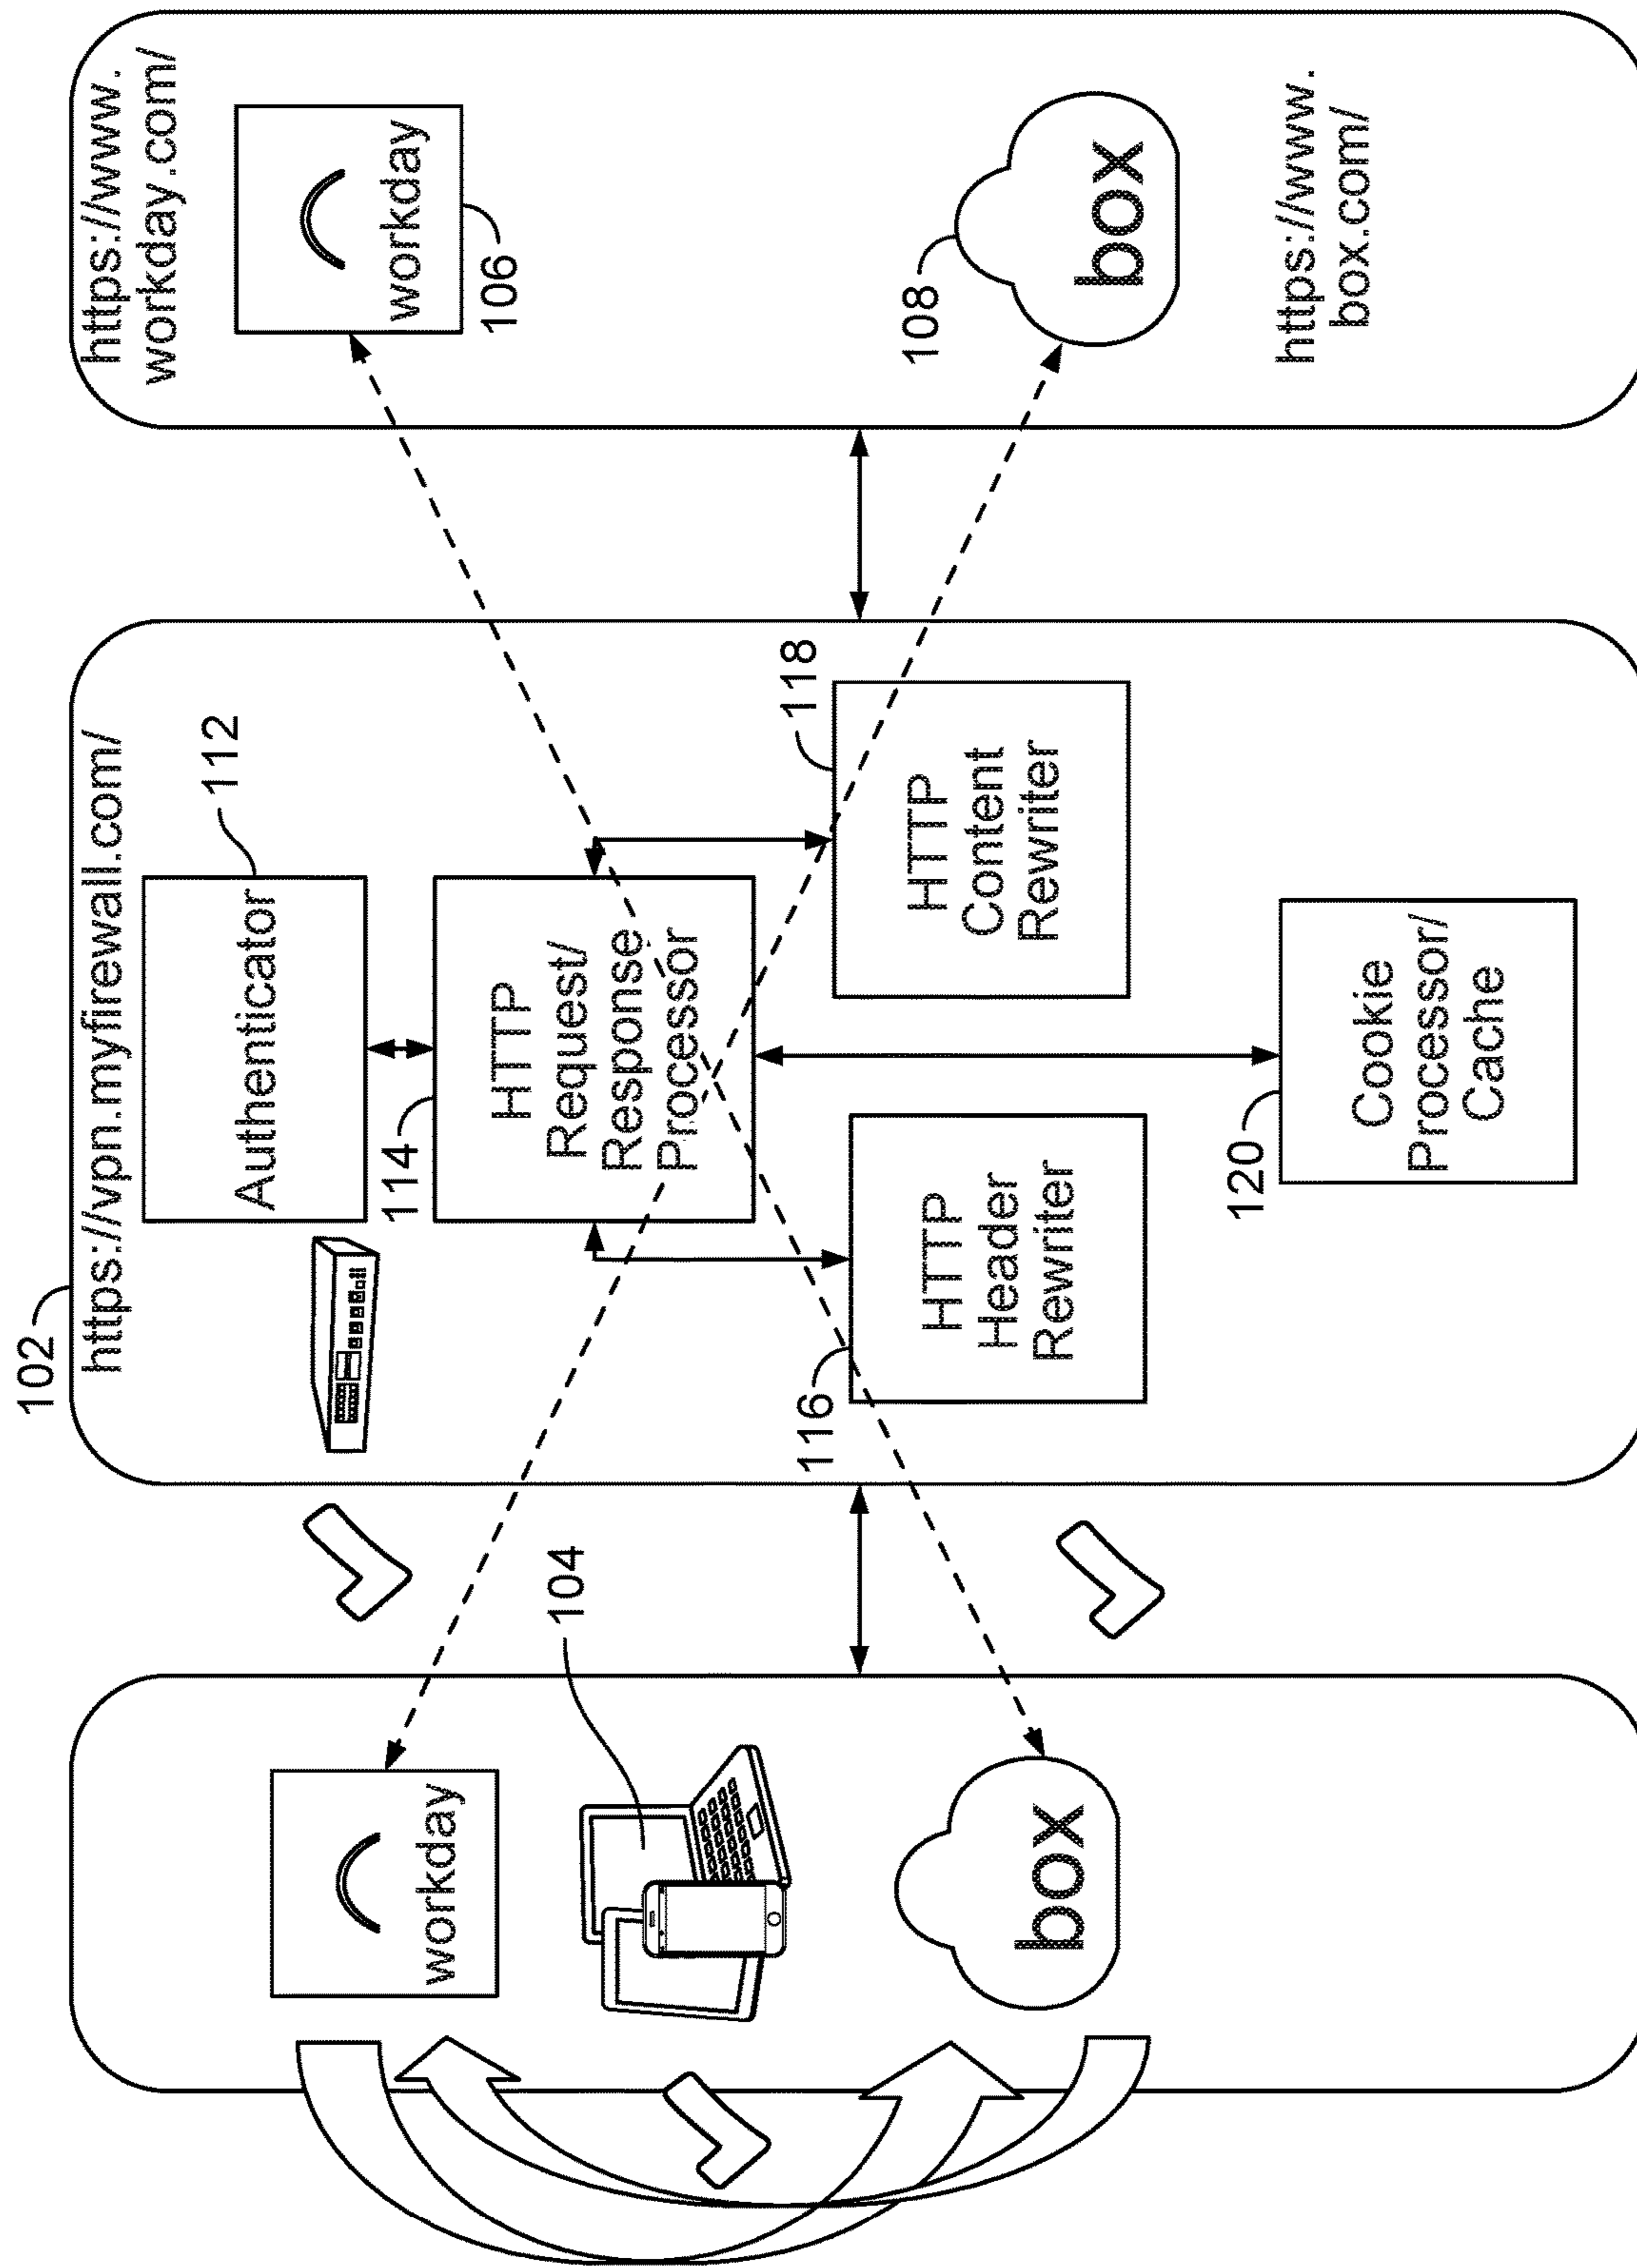 102
https://vpn.myfirewall.com/
https://www.
workday.com/
workday
104
box
Authenticator
112
114
HTTP
Request/
Response
Processor
116
HTTP
Header
Rewriter
118
HTTP
Content
Rewriter
120
Cookie
Processor/
Cache
workday
106
108
box
https://www.
box.com/